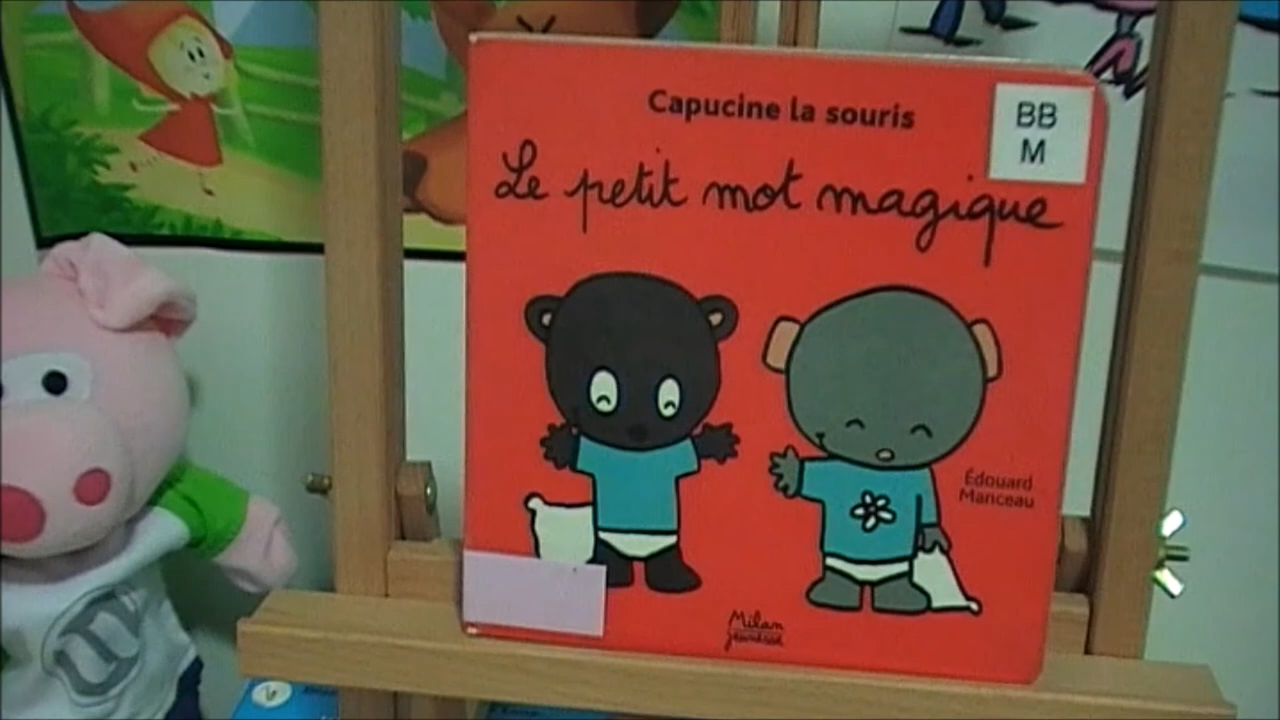 Capucine la souris
BB
M
Le petit mot magique
Édouard
Manceau
Milan
jeunesse